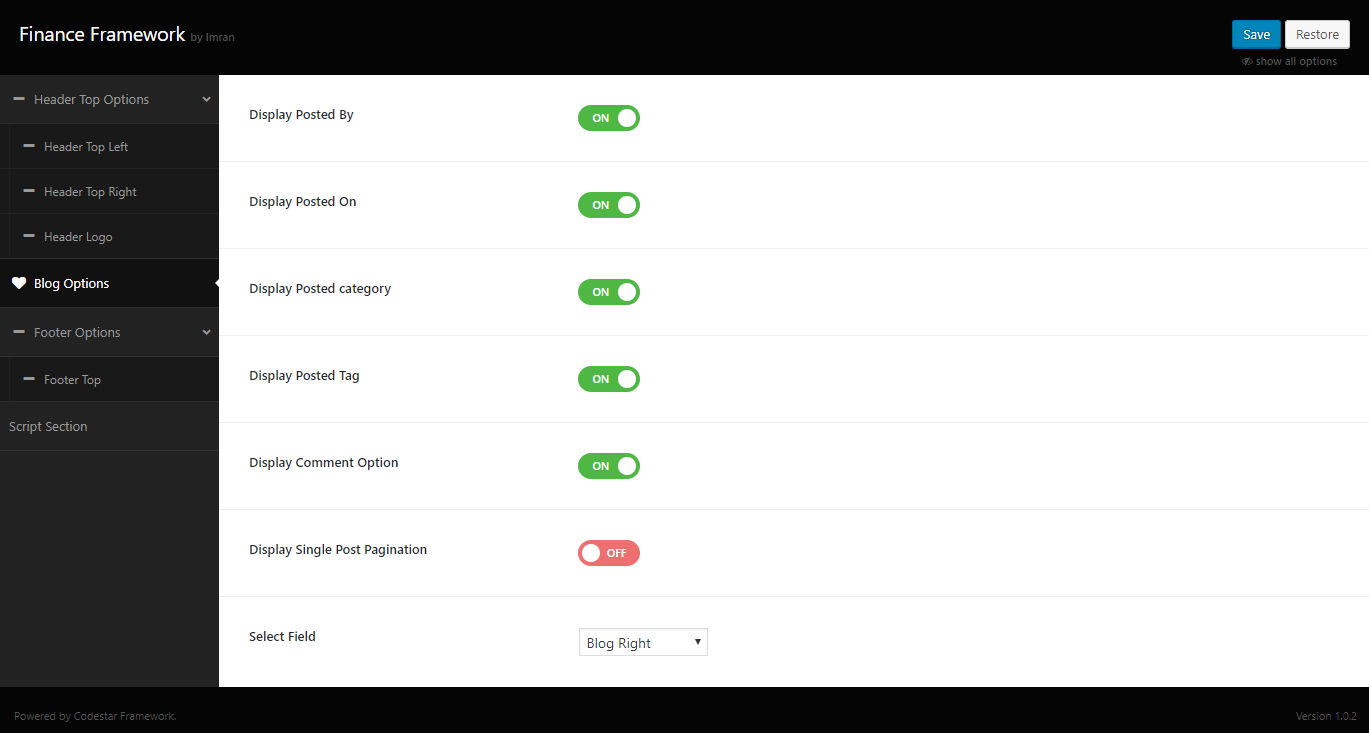 Finance Framework by Imran
Save Restore
show all options
Header Top Options
Header Top Left
Header Top Right
Header Logo
Blog Options
Footer Options
Footer Top
Script Section
Display Posted By ON
Display Posted On ON
Display Posted category ON
Display Posted Tag ON
Display Comment Option ON
Display Single Post Pagination OFF
Select Field Blog Right
Powered by Codestar Framework. Version 1.0.2